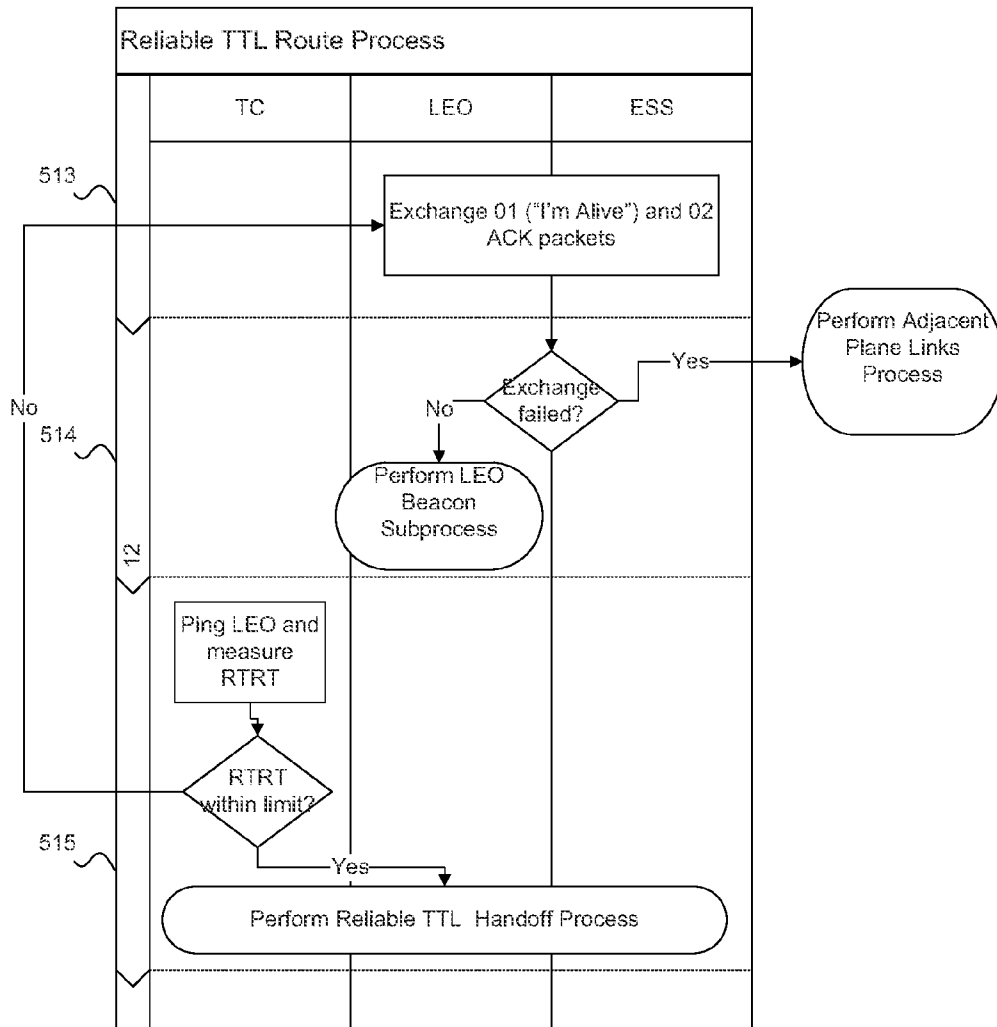 Reliable TTL Route Process
TC
LEO
ESS
513
Exchange 01 ("I'm Alive") and 02
ACK packets
Perform Adjacent
Plane Links
Process
Yes
Exchange
failed?
No
No
514
Perform LEO
Beacon
Subprocess
12
Ping LEO and
measure
RTRT
RTRT
within limit?
515
Yes
Perform Reliable TTL Handoff Process